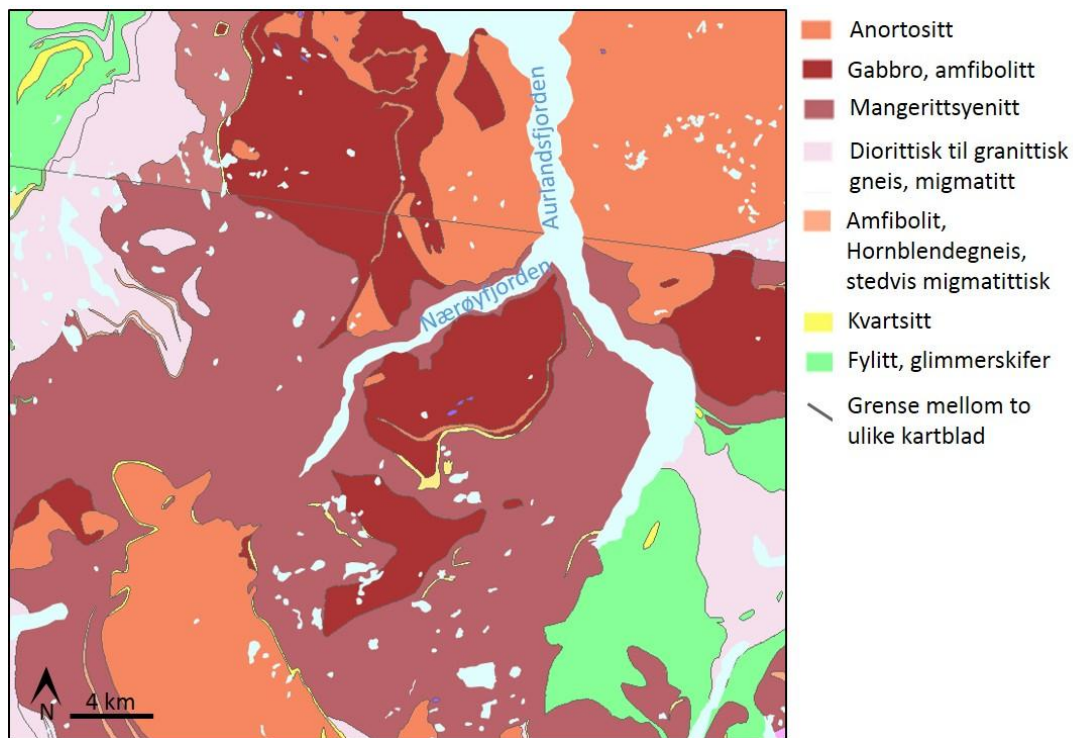 Aurlandsfjorden
Nærøyfjorden
N
4 km
Anortositt
Gabbro, amfibolitt
Mangerittsyenitt
Diorittisk til granittisk
gneis, migmatitt
Amfibolit,
Hornblendegneis,
stedvis migmatittisk
Kvartsitt
Fylitt, glimmerskifer
Grense mellom to
ulike kartblad